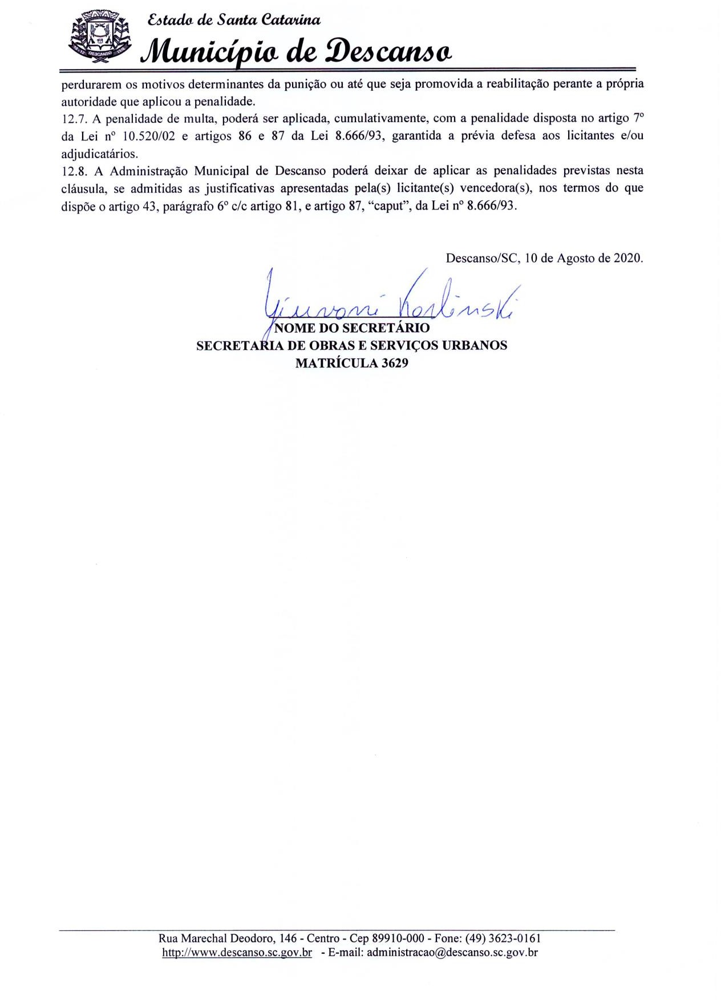 Estado de Santa Catarina
Município de Descanso
DESCANSO
perdurarem os motivos determinantes da punição ou até que seja promovida a reabilitação perante a própria
autoridade que aplicou a penalidade.
12.7. A penalidade de multa, poderá ser aplicada, cumulativamente, com a penalidade disposta no artigo 7º
da Lei nº 10.520/02 e artigos 86 e 87 da Lei 8.666/93, garantida a prévia defesa aos licitantes e/ou
adjudicatários.
12.8. A Administração Municipal de Descanso poderá deixar de aplicar as penalidades previstas nesta
cláusula, se admitidas as justificativas apresentadas pela(s) licitante(s) vencedora(s), nos termos do que
dispõe o artigo 43, parágrafo 6º c/c artigo 81, e artigo 87, “caput”, da Lei nº 8.666/93.
Descanso/SC, 10 de Agosto de 2020.
NOME DO SECRETÁRIO
SECRETARIA DE OBRAS E SERVIÇOS URBANOS
MATRÍCULA 3629
Rua Marechal Deodoro, 146 - Centro - Cep 89910-000 - Fone: (49) 3623-0161
http://www.descanso.sc.gov.br - E-mail: administracao@descanso.sc.gov.br